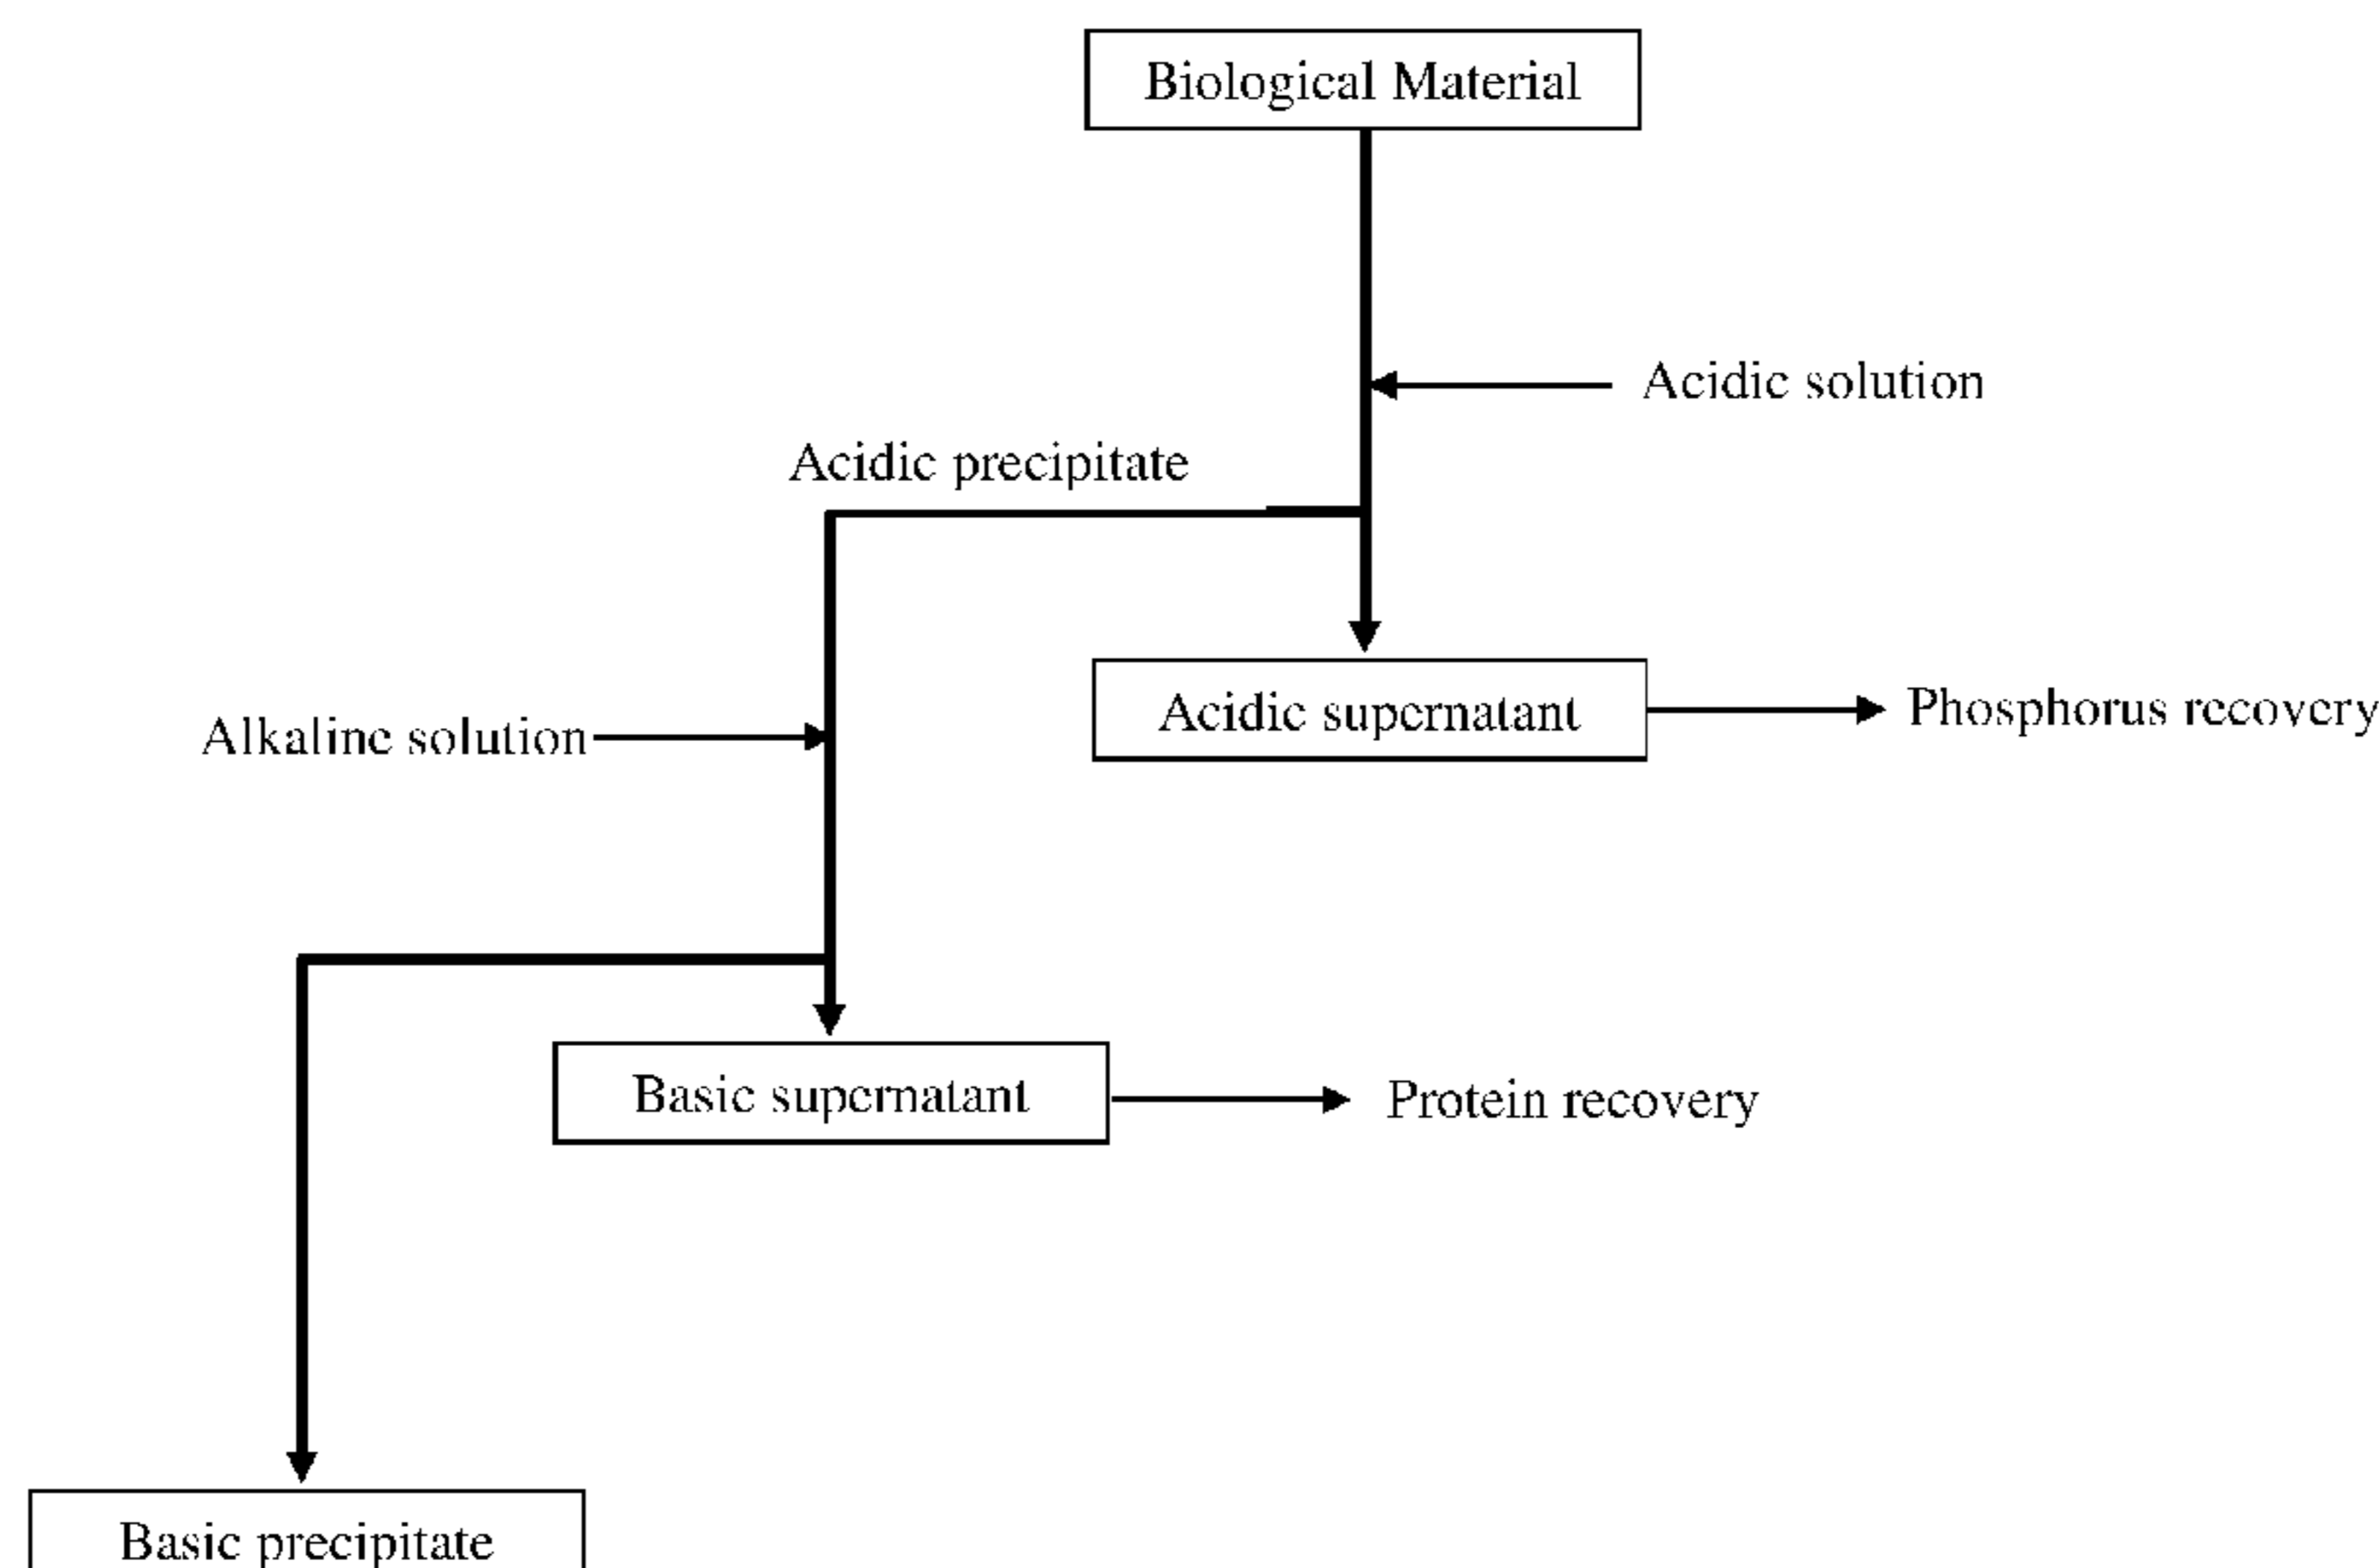 Biological Material
Acidic solution
Acidic precipitate
Acidic supernatant
Phosphorus recovery
Alkaline solution
Basic supernatant
Protein recovery
Basic precipitate